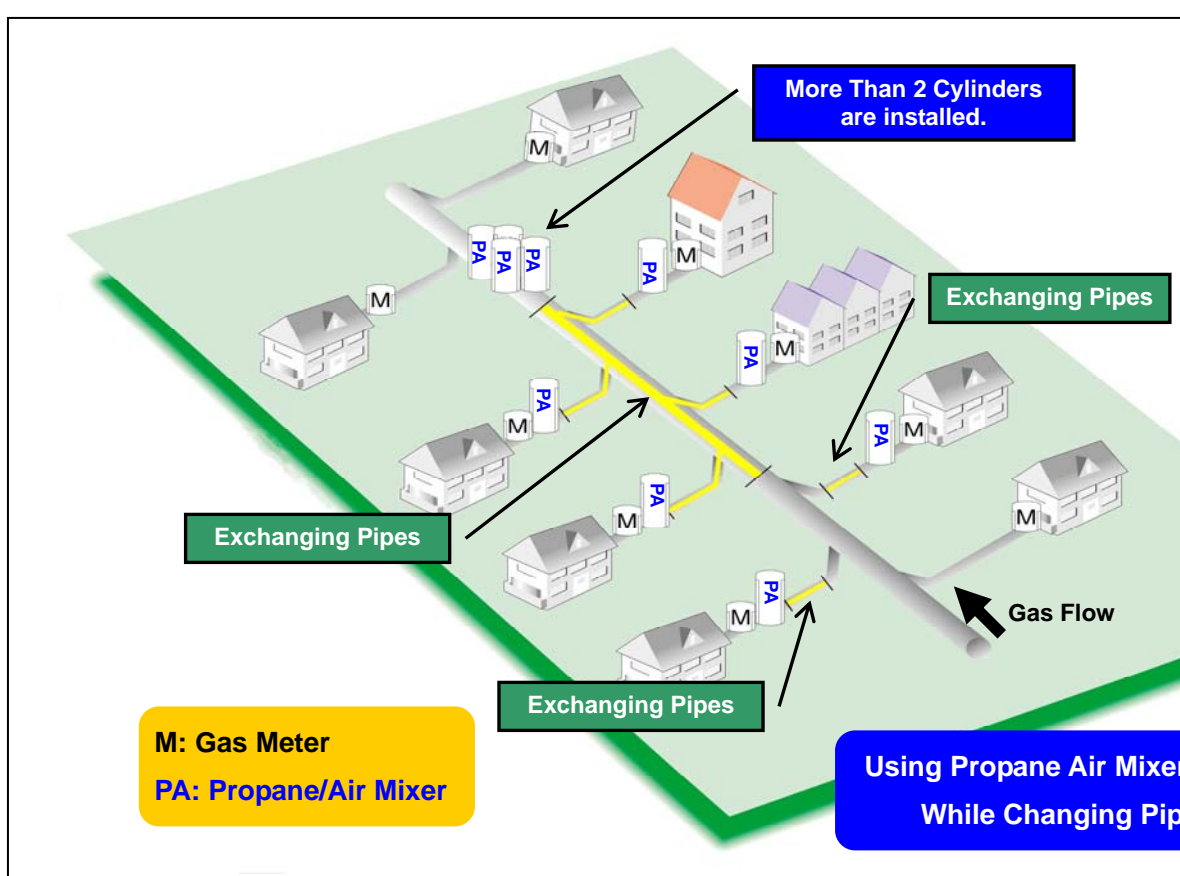 More Than 2 Cylinders
are installed.
M
PA
PA
PA
PA
M
Exchanging Pipes
M
PA
M
PA
M
PA
M
PA
M
PA
M
M
Exchanging Pipes
PA
M
Gas Flow
Exchanging Pipes
M: Gas Meter
PA: Propane/Air Mixer
Using Propane Air Mixer
While Changing Pip